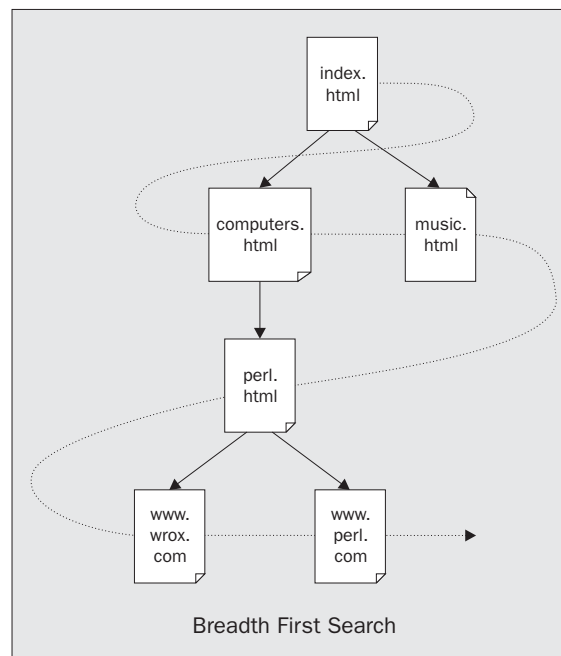 index.
html
computers.
html
music.
html
perl.
html
www.
wrox.
com
www.
perl.
com
Breadth First Search